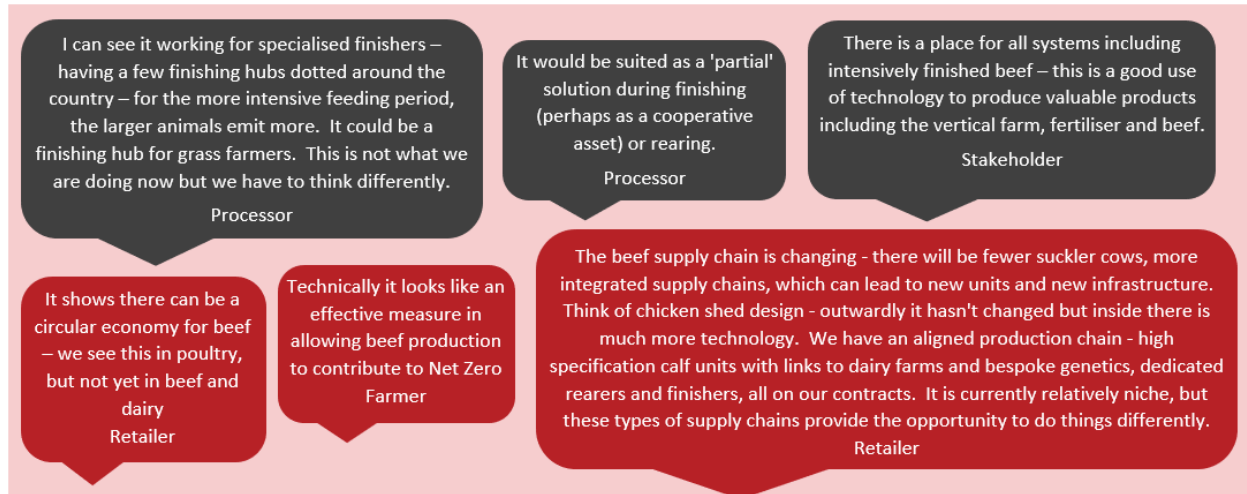 I can see it working for specialised finishers –
having a few finishing hubs dotted around the
country – for the more intensive feeding period,
the larger animals emit more.  It could be a
finishing hub for grass farmers.  This is not what we
are doing now but we have to think differently.
Processor
It would be suited as a 'partial'
solution during finishing
(perhaps as a cooperative
asset) or rearing.
Processor
There is a place for all systems including
intensively finished beef – this is a good use
of technology to produce valuable products
including the vertical farm, fertiliser and beef.
Stakeholder
It shows there can be a
circular economy for beef
– we see this in poultry,
but not yet in beef and
dairy
Retailer
Technically it looks like an
effective measure in
allowing beef production
to contribute to Net Zero
Farmer
The beef supply chain is changing - there will be fewer suckler cows, more
integrated supply chains, which can lead to new units and new infrastructure.
Think of chicken shed design - outwardly it hasn't changed but inside there is
much more technology.  We have an aligned production chain - high
specification calf units with links to dairy farms and bespoke genetics, dedicated
rearers and finishers, all on our contracts.  It is currently relatively niche, but
these types of supply chains provide the opportunity to do things differently.
Retailer